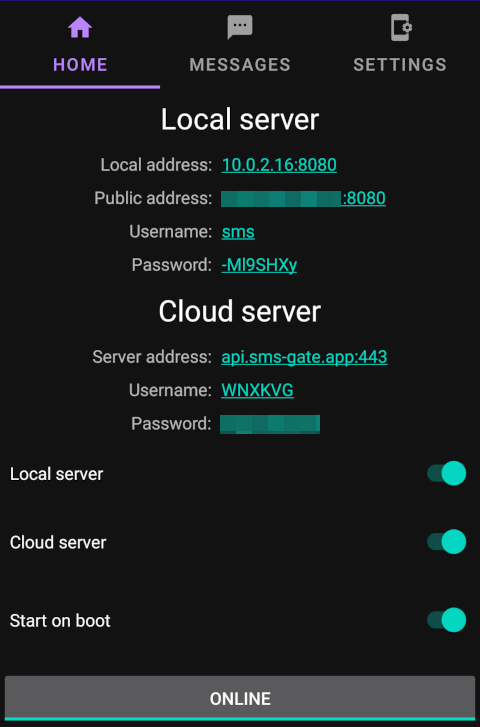 HOME MESSAGES SETTINGS
Local server
Local address: 10.0.2.16:8080
Public address: :8080
Username: sms
Password: -Ml9SHXy
Cloud server
Server address: api.sms-gate.app:443
Username: WNXKVG
Password:
Local server
Cloud server
Start on boot
ONLINE